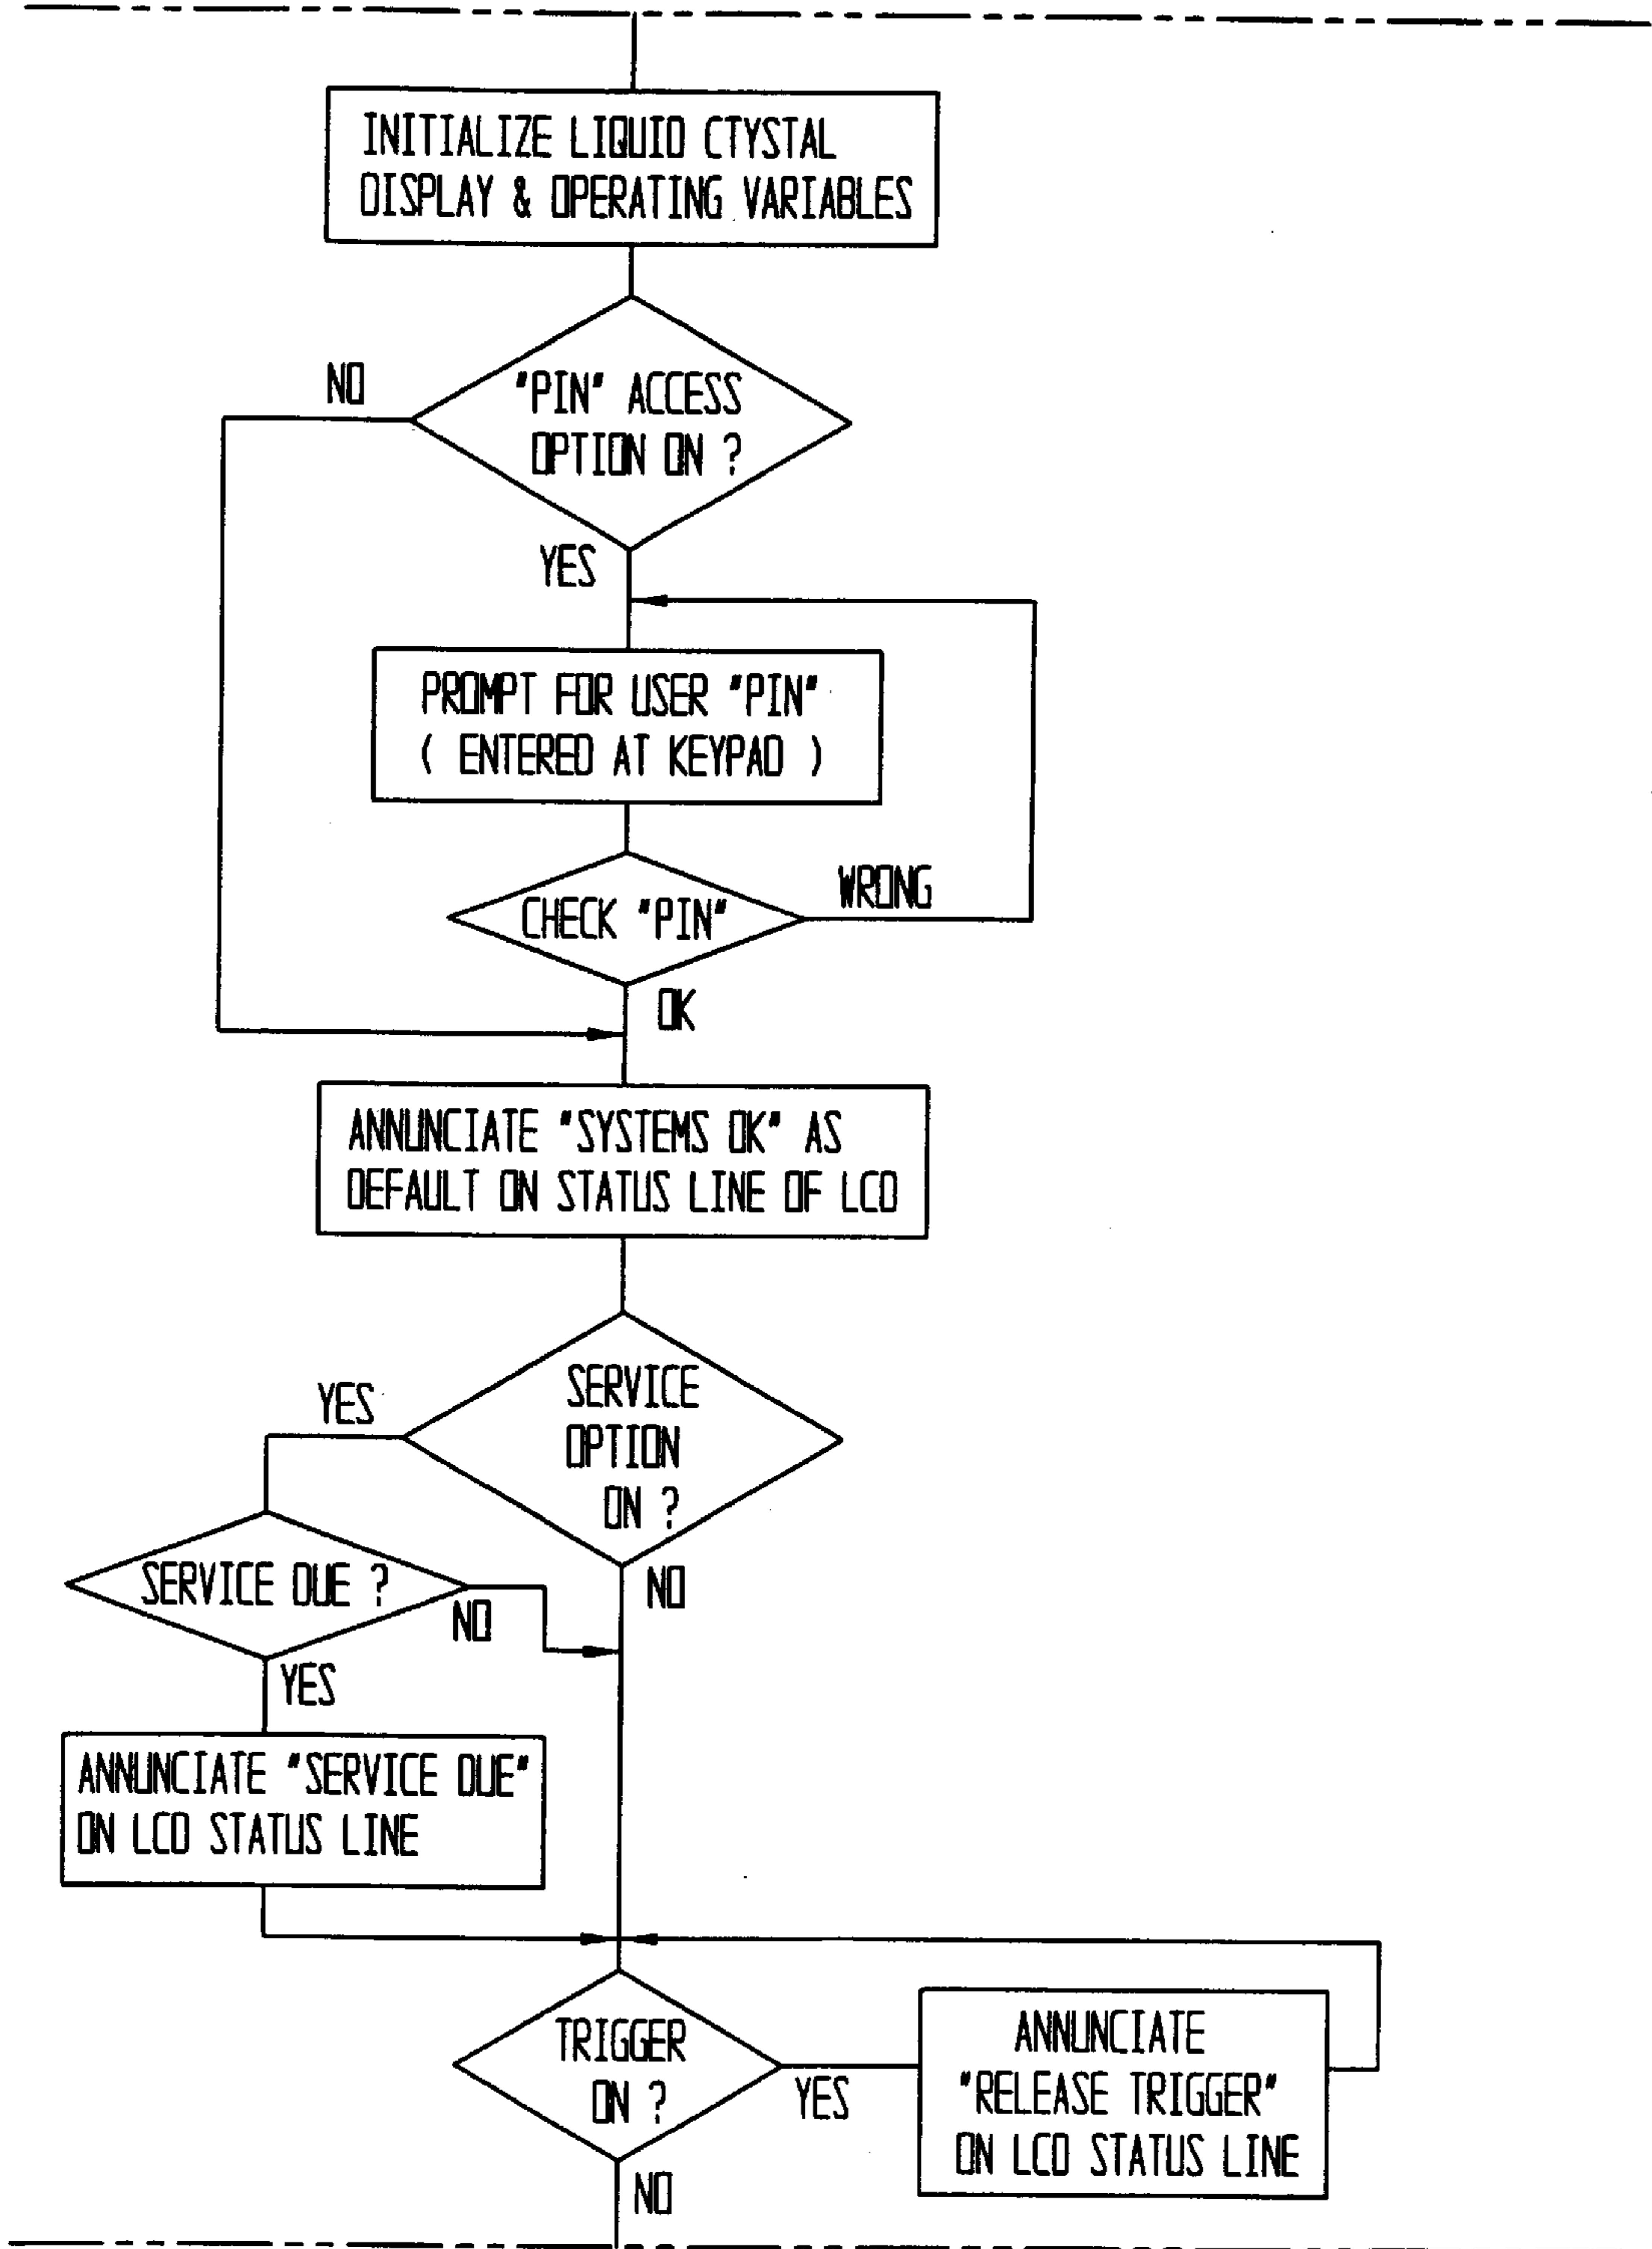 INITIALIZE LIQUID CTYSTAL
DISPLAY & OPERATING VARIABLES
NO
"PIN" ACCESS
OPTION ON ?
YES
PROMPT FOR USER "PIN"
( ENTERED AT KEYPAD )
WRONG
CHECK "PIN"
OK
ANNUNCIATE "SYSTEMS OK" AS
DEFAULT ON STATUS LINE OF LCD
YES
SERVICE
OPTION
ON ?
NO
SERVICE DUE ?
NO
YES
ANNUNCIATE "SERVICE DUE"
ON LCD STATUS LINE
TRIGGER
ON ?
YES
ANNUNCIATE
"RELEASE TRIGGER"
ON LCD STATUS LINE
NO